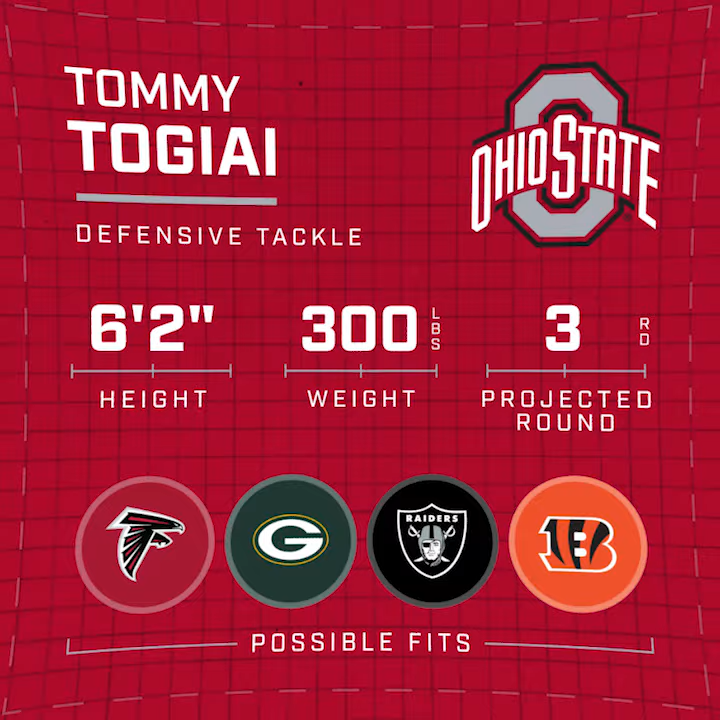 TOMMY
TOGIAI
DEFENSIVE TACKLE
OHIO STATE
6'2"
HEIGHT
300 LBS
WEIGHT
3 RD
PROJECTED
ROUND
G
RAIDERS
B
POSSIBLE FITS